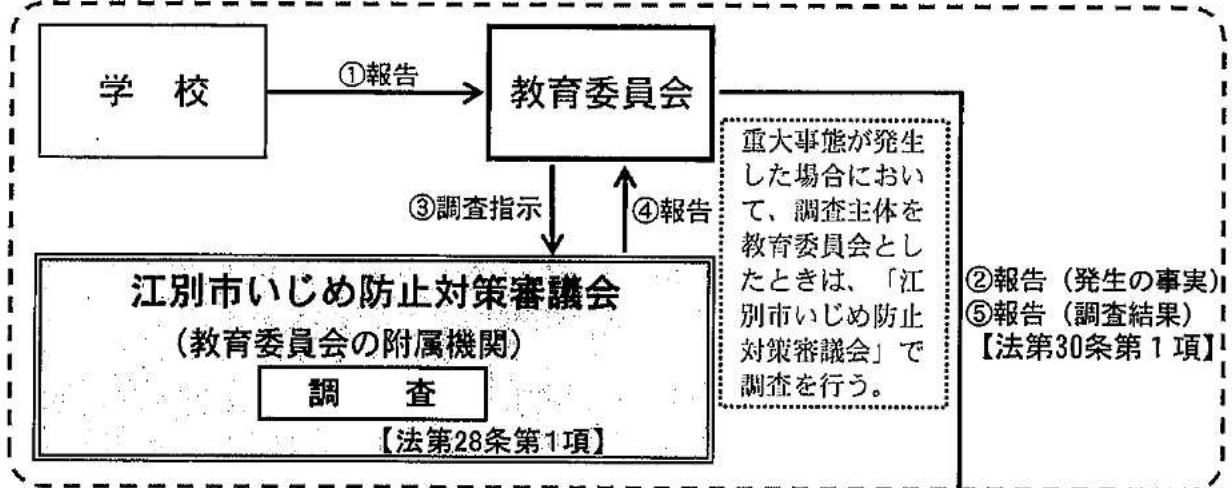 学　校
①報告
教育委員会
③調査指示
④報告
重大事態が発生
した場合におい
て、調査主体を
教育委員会とし
たときは、「江
別市いじめ防止
対策審議会」で
調査を行う。
②報告（発生の事実）
⑤報告（調査結果）
【法第30条第１項】
江別市いじめ防止対策審議会
（教育委員会の附属機関）
調　査
【法第28条第1項】